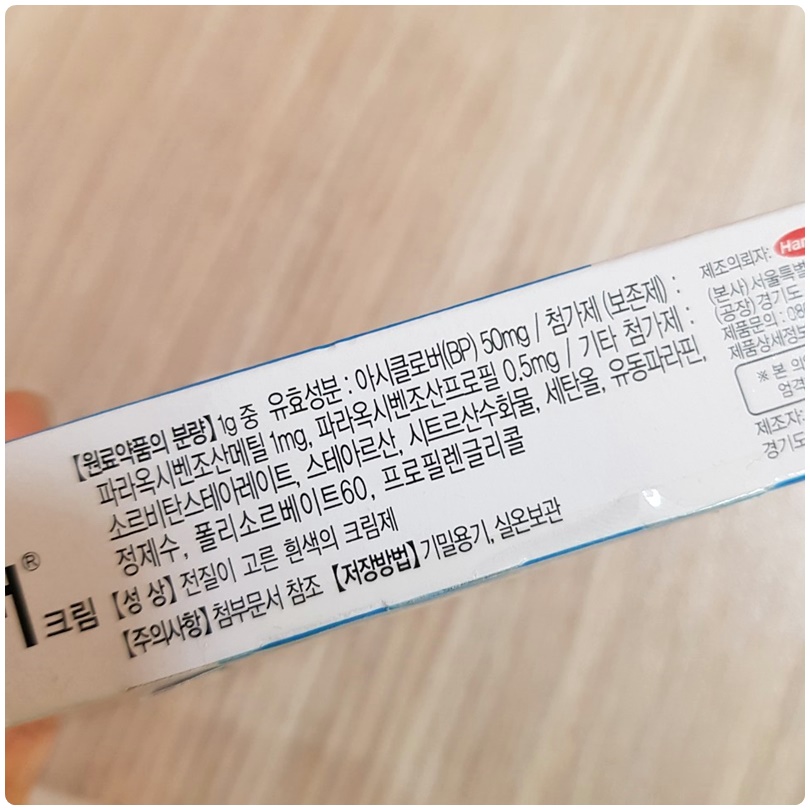 【원료약품의 분량】 1g 중 유효성분 : 아시클로버(BP) 50mg / 첨가제 (보존제) :
파라옥시벤조산메틸 1mg, 파라옥시벤조산프로필 0.5mg / 기타 첨가제 :
소르비탄스테아레이트, 스테아르산, 시트르산수화물, 세탄올, 유동파라핀,
정제수, 폴리소르베이트60, 프로필렌글리콜
【성 상】 전질이 고른 흰색의 크림제
【주의사항】 첨부문서 참조 【저장방법】 기밀용기, 실온보관
® 크림
제조의뢰자: Han
(본사) 서울특별
(공장) 경기도
제품문의 : 08
제품상세정보
※ 본 의
엄격
제조자:
경기도